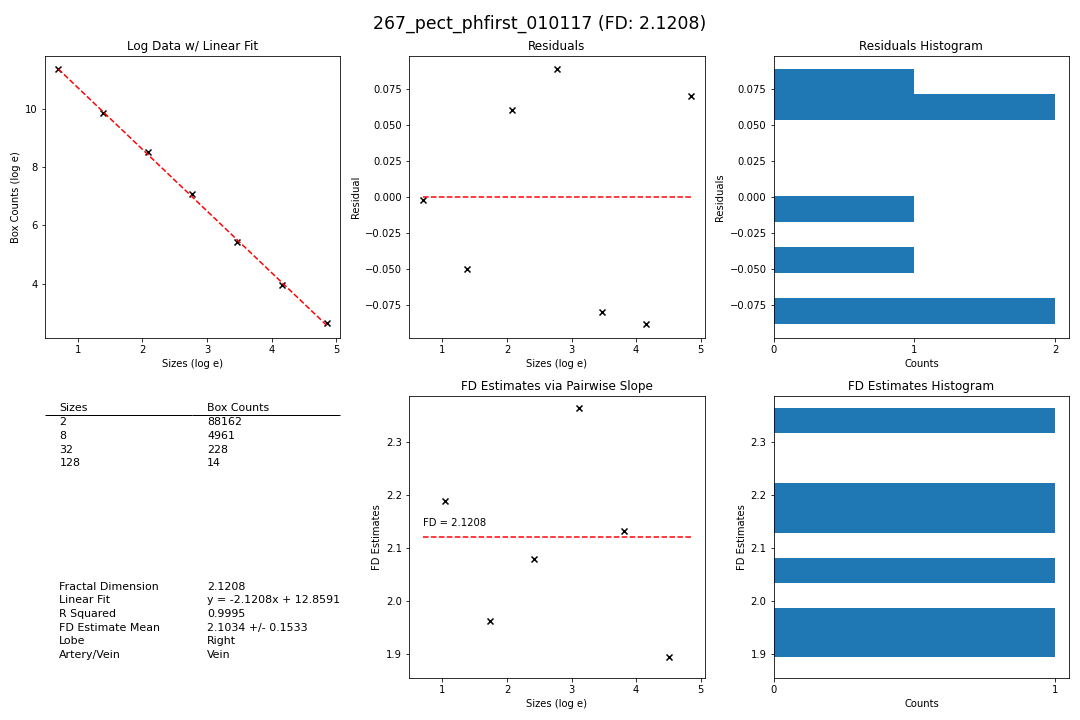 267_pect_phfirst_010117 (FD: 2.1208)
Log Data w/ Linear Fit
10
8
6
4
Box Counts (log e)
1 2 3 4 5
Sizes (log e)
Residuals
0.075
0.050
0.025
0.000
−0.025
−0.050
−0.075
Residual
1 2 3 4 5
Sizes (log e)
Residuals Histogram
0.075
0.050
0.025
0.000
−0.025
−0.050
−0.075
Residuals
0 1 2
Counts
Sizes Box Counts
2 88162
8 4961
32 228
128 14
Fractal Dimension 2.1208
Linear Fit y = -2.1208x + 12.8591
R Squared 0.9995
FD Estimate Mean 2.1034 +/- 0.1533
Lobe Right
Artery/Vein Vein
FD Estimates via Pairwise Slope
2.3
2.2
2.1
2.0
1.9
FD Estimates
FD = 2.1208
1 2 3 4 5
Sizes (log e)
FD Estimates Histogram
2.3
2.2
2.1
2.0
1.9
FD Estimates
0 1
Counts